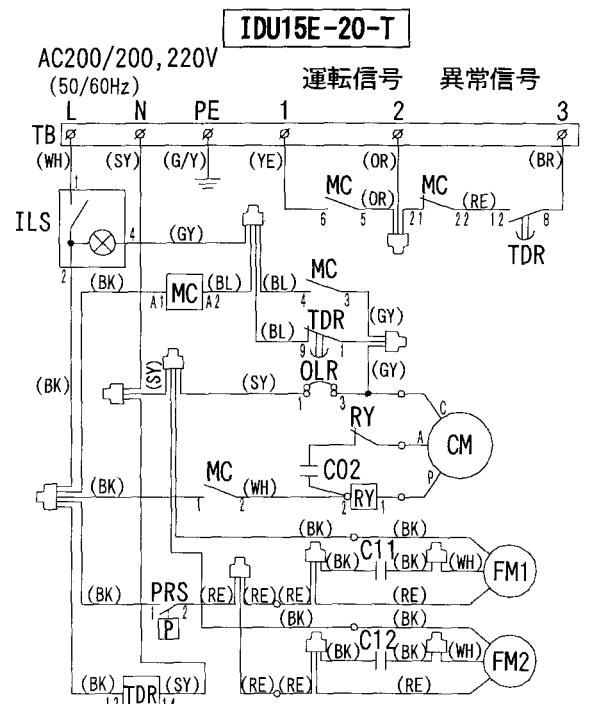 IDU15E-20-T
AC200/200,220V
(50/60Hz)
運転信号 異常信号
L N PE 1 2 3
TB
(WH) (SY) (G/Y) (YE) (OR) (BR)
1 MC (OR) MC (RE)
6 5 21 22 12 8
ILS 4 (GY) TDR
2
(BK) MC (BL) (BL) MC
A1 A2 4 3
(BL) TDR (GY)
9 1
(BK) (SY) (SY) OLR (GY)
1 3 C
RY A CM
C02 P
(BK) MC (WH) RY
1 2 2 1
(BK) (BK)
C11
(BK) (BK) (WH) FM1
(BK) PRS (RE) (RE) (RE) (RE)
1 2
P (BK) (BK)
C12
(BK) (BK) (WH) FM2
(BK) TDR (SY) (RE) (RE) (RE)
14